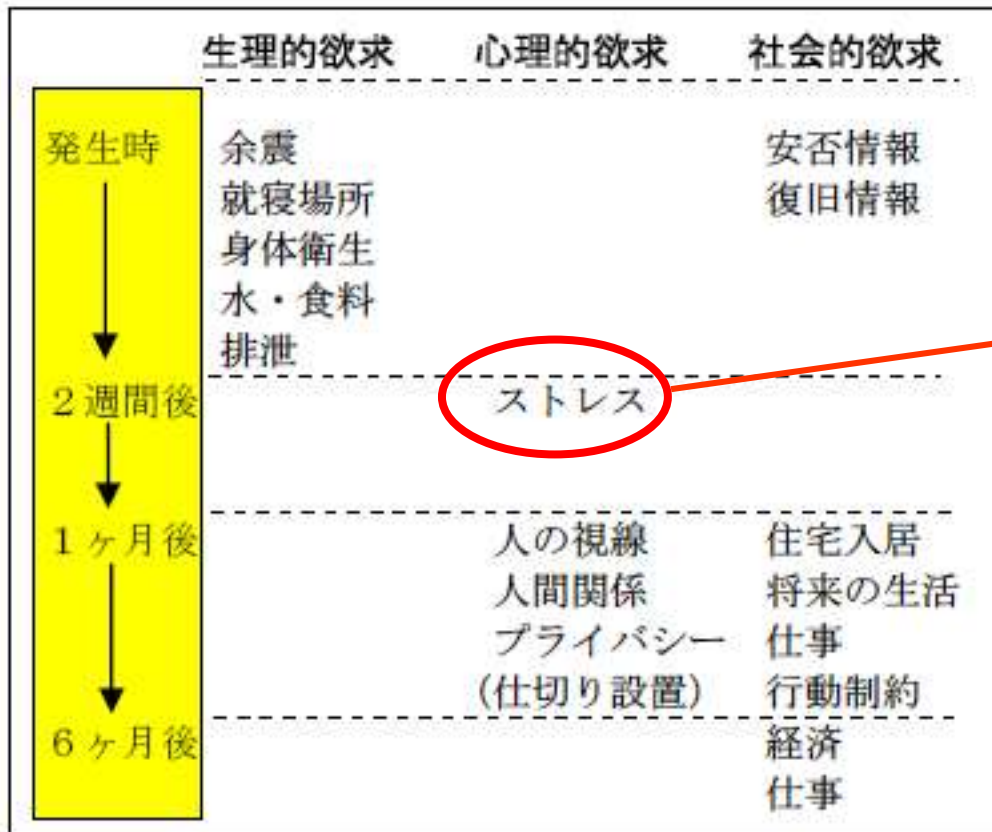 生理的欲求 心理的欲求 社会的欲求
発生時 余震 安否情報
就寝場所 復旧情報
身体衛生
水・食料
排泄
2週間後 ストレス
1ヶ月後 人の視線 住宅入居
人間関係 将来の生活
プライバシー 仕事
(仕切り設置) 行動制約
6ヶ月後 経済
仕事